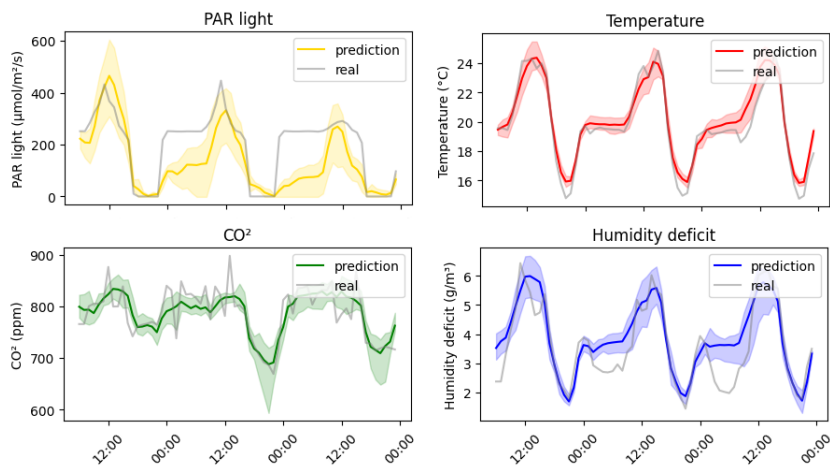 PAR light
PAR light (μmol/m²/s)
600
400
200
0
prediction
real
Temperature
Temperature (°C)
24
22
20
18
16
prediction
real
CO²
CO² (ppm)
900
800
700
600
prediction
real
12:00
00:00
12:00
00:00
12:00
00:00
Humidity deficit
Humidity deficit (g/m³)
6
5
4
3
2
prediction
real
12:00
00:00
12:00
00:00
12:00
00:00